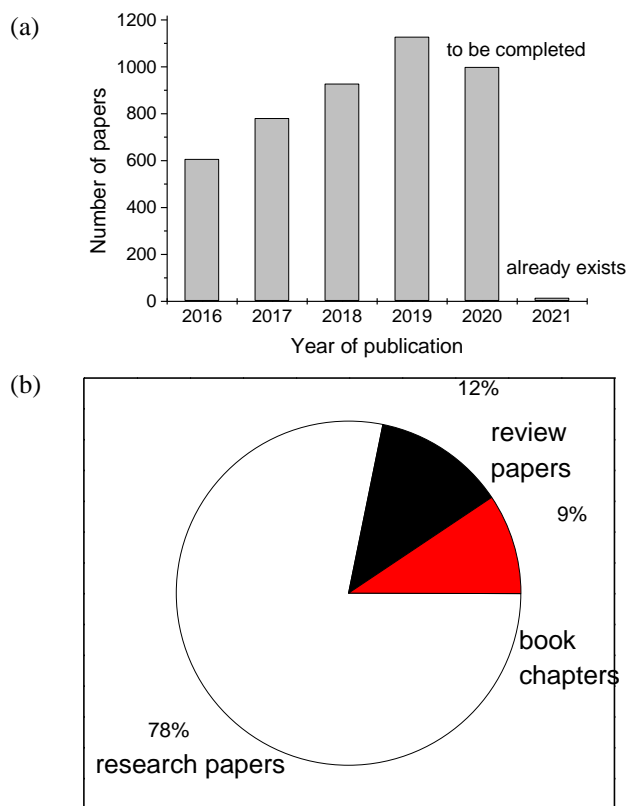 (a)
1200
1000
800
600
400
200
0
Number of papers
to be completed
already exists
2016 2017 2018 2019 2020 2021
Year of publication
(b)
12%
review
papers
9%
book
chapters
78%
research papers